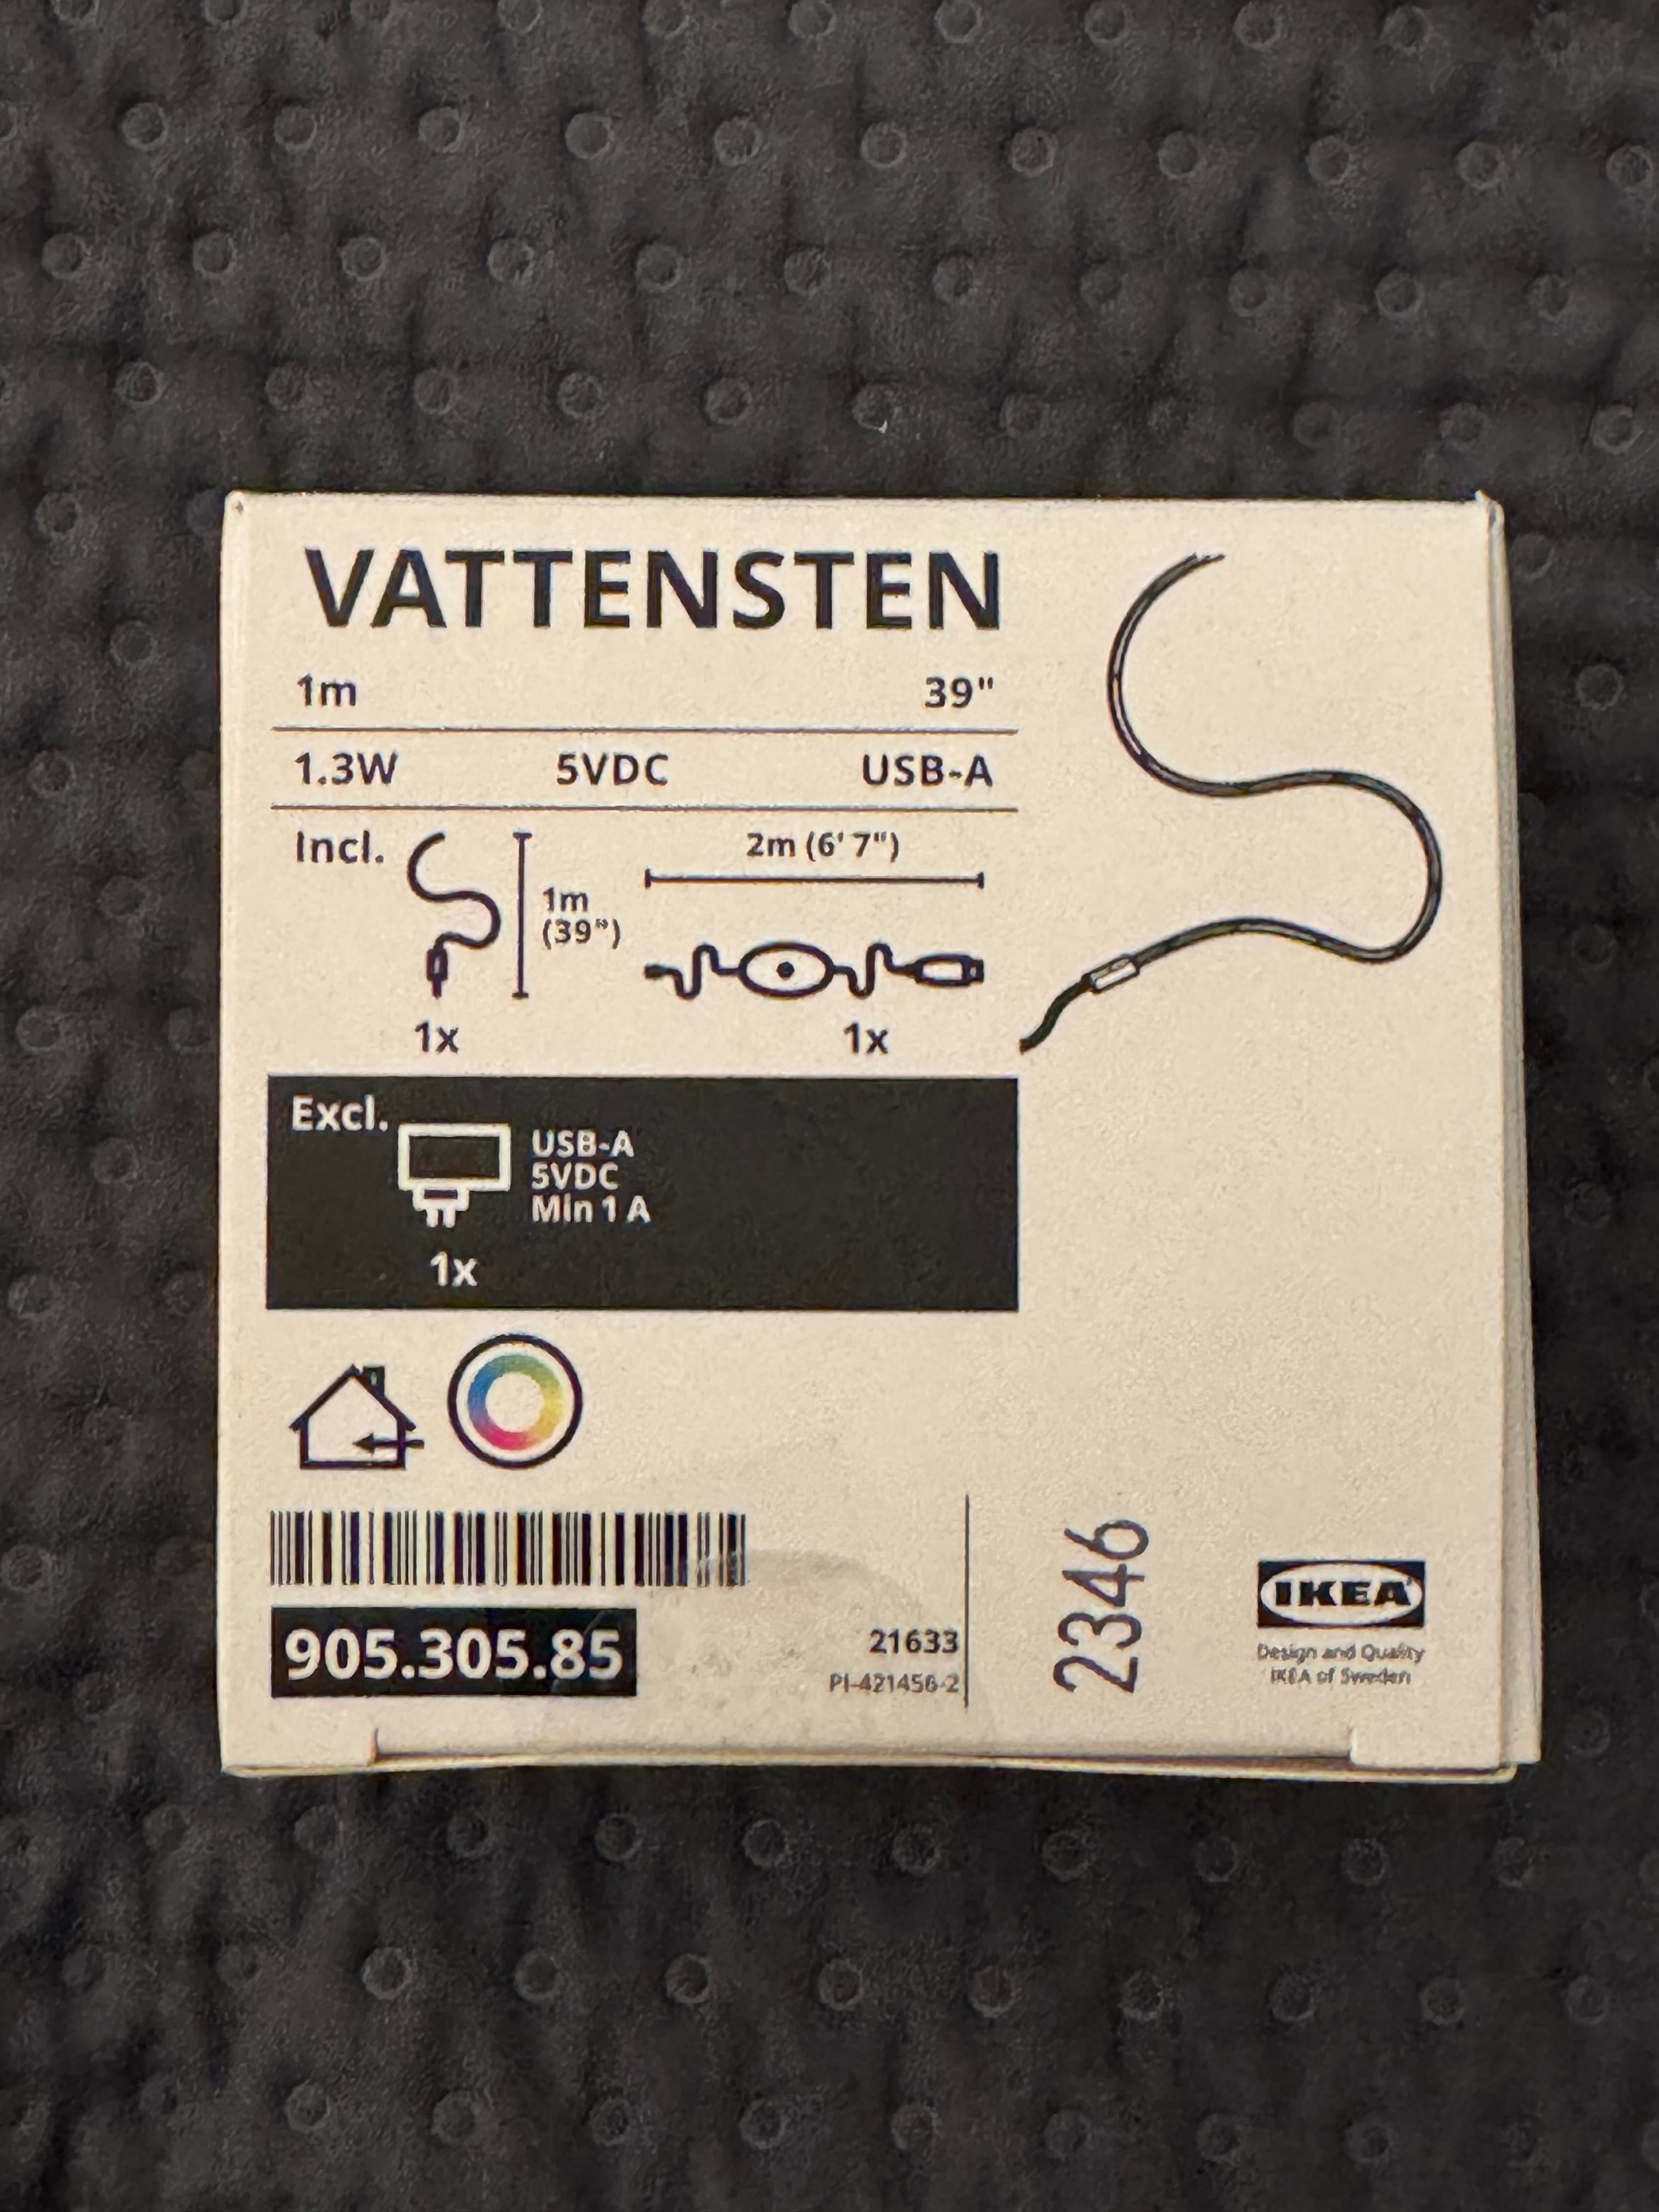 VATTENSTEN
1m 39"
1.3W 5VDC USB-A
Incl.
1m
(39")
2m (6' 7")
1x 1x
Excl.
USB-A
5VDC
Min 1 A
1x
905.305.85
21633
PI-421456-2
2346
IKEA
Design and Quality
IKEA of Sweden